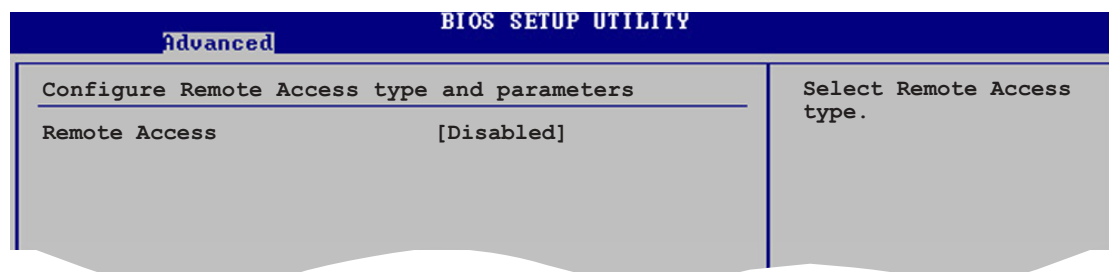 BIOS SETUP UTILITY
Advanced
Configure Remote Access type and parameters
Remote Access [Disabled]
Select Remote Access
type.